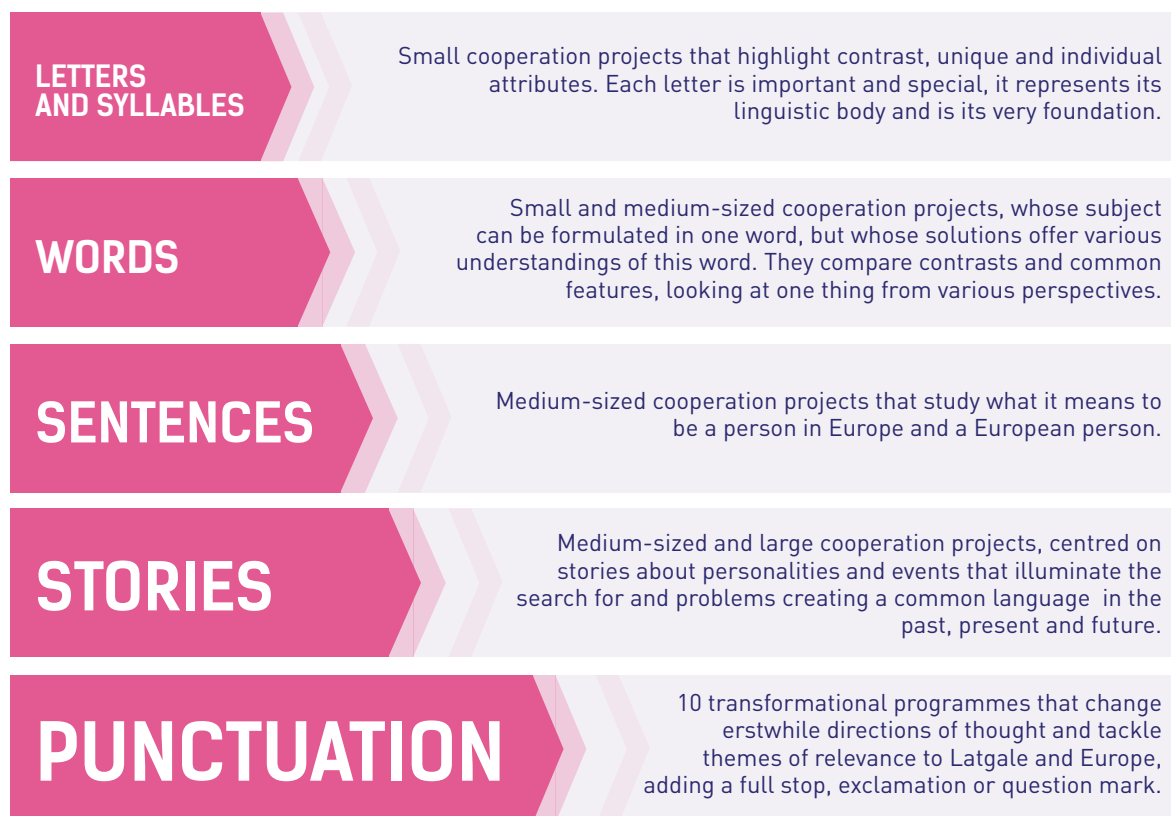 LETTERS
AND SYLLABLES
Small cooperation projects that highlight contrast, unique and individual
attributes. Each letter is important and special, it represents its
linguistic body and is its very foundation.
WORDS
Small and medium-sized cooperation projects, whose subject
can be formulated in one word, but whose solutions offer various
understandings of this word. They compare contrasts and common
features, looking at one thing from various perspectives.
SENTENCES
Medium-sized cooperation projects that study what it means to
be a person in Europe and a European person.
STORIES
Medium-sized and large cooperation projects, centred on
stories about personalities and events that illuminate the
search for and problems creating a common language in the
past, present and future.
PUNCTUATION
10 transformational programmes that change
erstwhile directions of thought and tackle
themes of relevance to Latgale and Europe,
adding a full stop, exclamation or question mark.